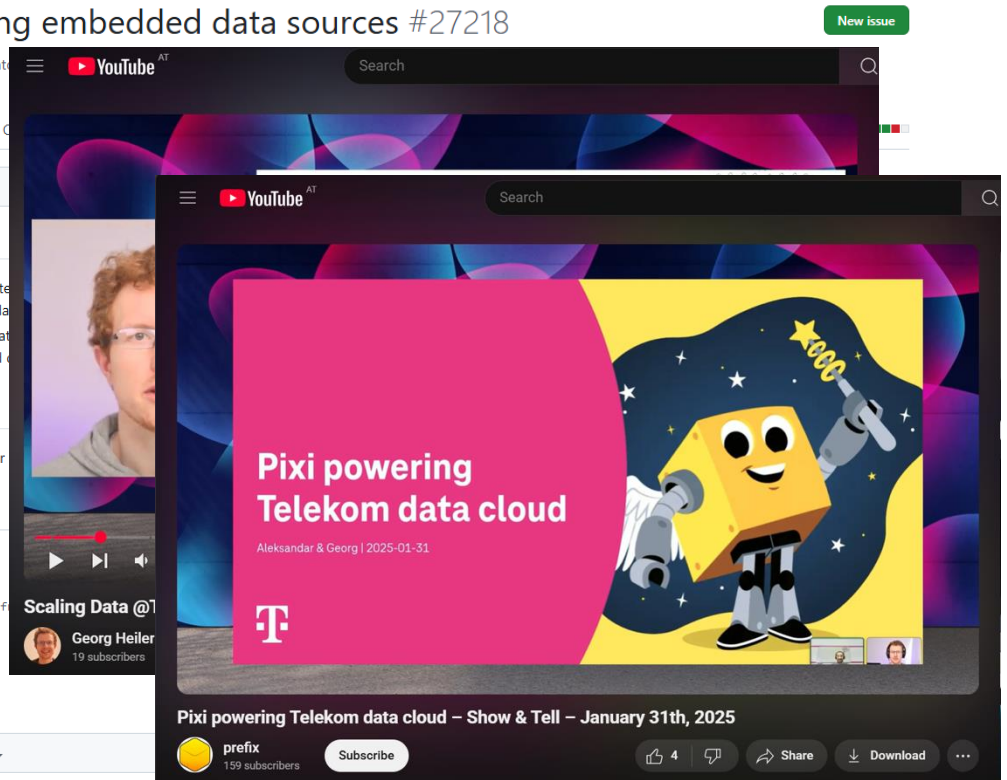 ng embedded data sources #27218
New issue
YouTube AT
Search
YouTube AT
Search
Pixi powering
Telekom data cloud
Aleksandar & Georg | 2025-01-31
T
Scaling Data @T
Georg Heiler
19 subscribers
Pixi powering Telekom data cloud – Show & Tell – January 31th, 2025
prefix
159 subscribers
Subscribe
4
Share
Download